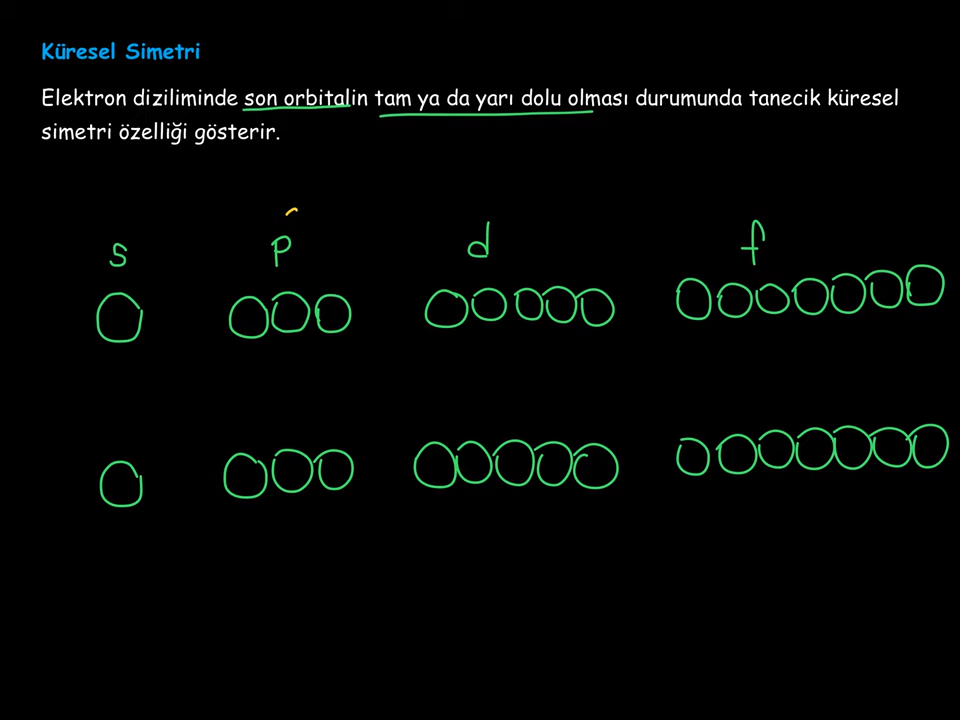 Küresel Simetri
Elektron diziliminde son orbitalin tam ya da yarı dolu olması durumunda tanecik küresel
simetri özelliği gösterir.
s p d f